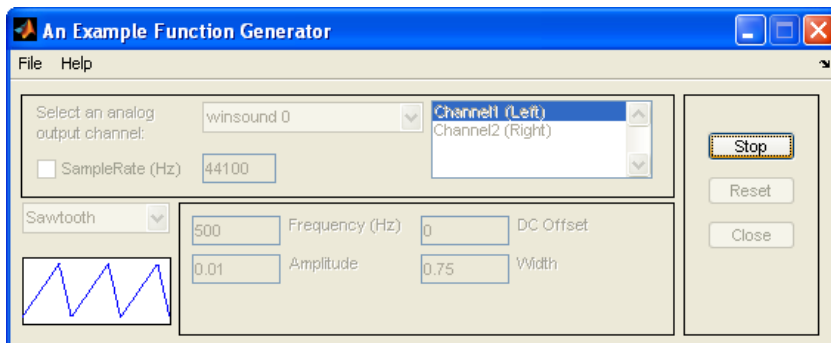 An Example Function Generator
File Help
Select an analog
output channel:
winsound 0
Channel1 (Left)
Channel2 (Right)
SampleRate (Hz)
44100
Stop
Reset
Close
Sawtooth
500 Frequency (Hz) 0 DC Offset
0.01 Amplitude 0.75 Width